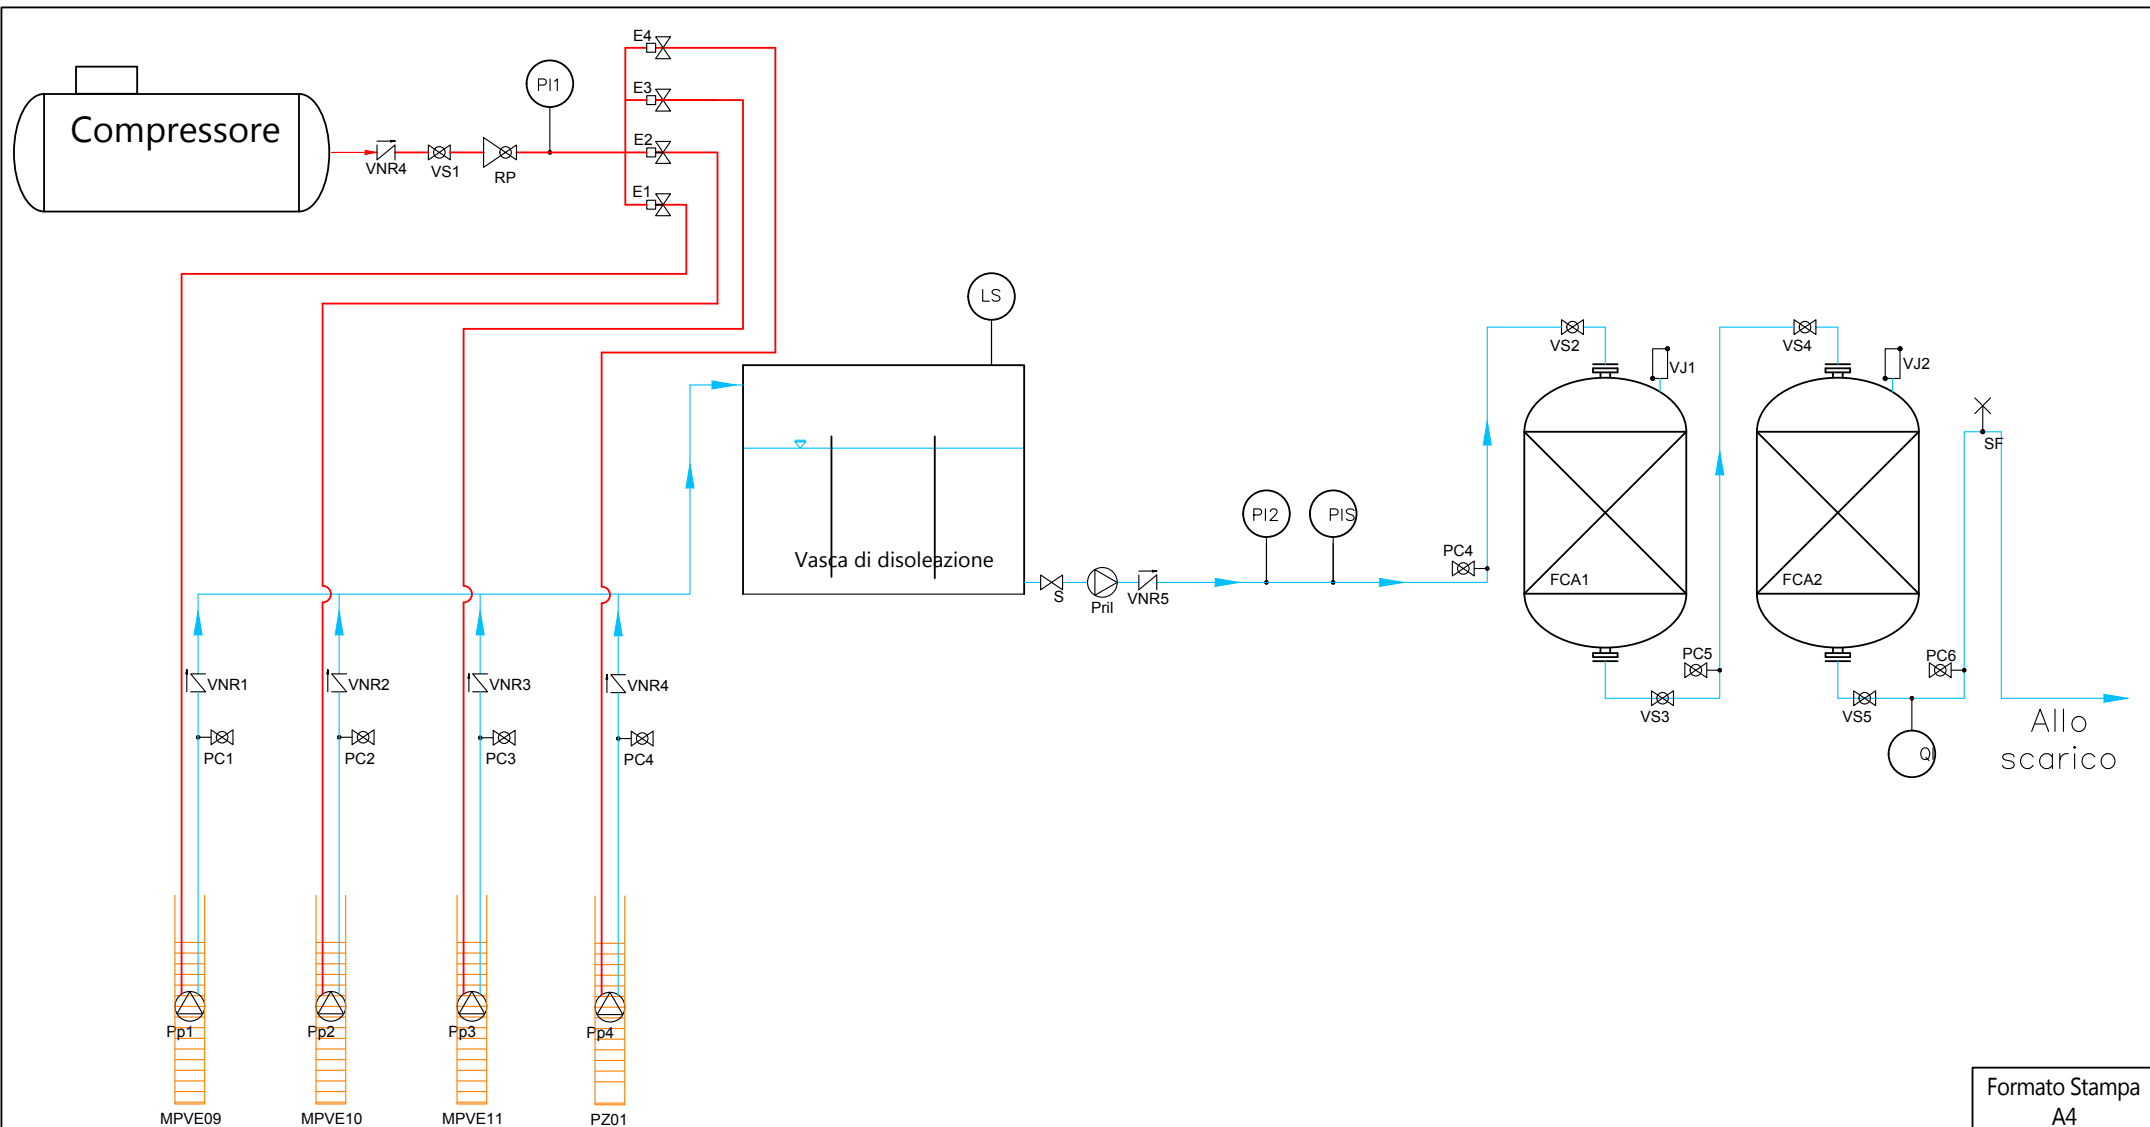 E4
PI1
E3
Compressore
E2
VNR4
VS1
RP
E1
LS
VS2
VJ1
VS4
VJ2
SF
PI2
PIS
PC4
Vasca di disoleazione
S
Pril
VNR5
FCA1
FCA2
PC5
PC6
VNR1
VNR2
VNR3
VNR4
VS3
VS5
Allo
scarico
QI
PC1
PC2
PC3
PC4
Pp1
Pp2
Pp3
Pp4
MPVE09
MPVE10
MPVE11
PZ01
Formato Stampa
A4